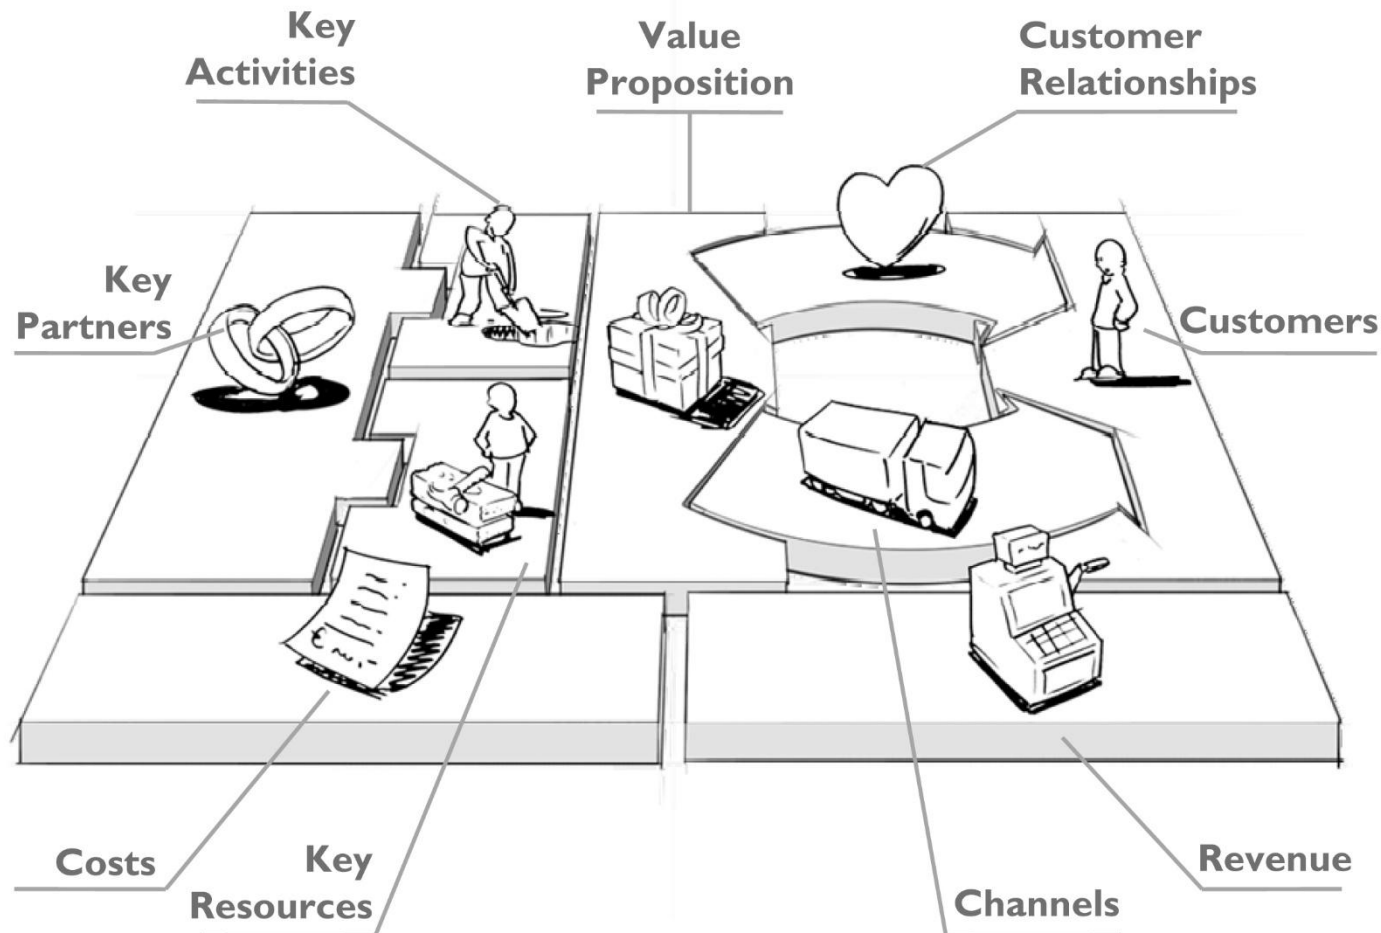 Key
Activities
Value
Proposition
Customer
Relationships
Key
Partners
Customers
€
Costs
Key
Resources
Channels
Revenue